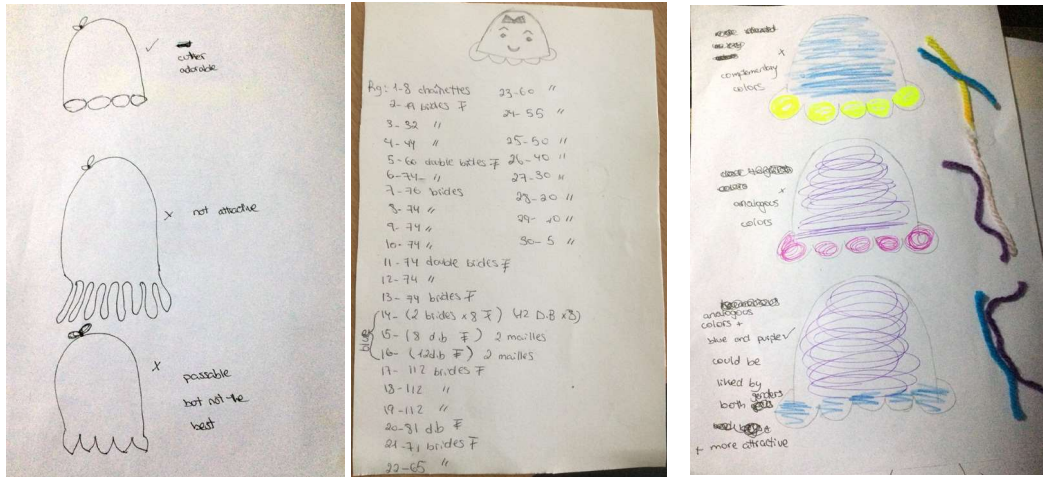 cuter
adorable
x not attractive
x
passable
but not the
best
Rg: 1-8 chaînettes
2- brides Ŧ
3- 32 "
4- 44 "
5-60 double brides Ŧ
6-74- "
7-76 brides
8-74 "
9-74 "
10-74 "
11-74 double brides Ŧ
12-74 "
13-74 brides Ŧ
blue
14- (2 brides x8 Ŧ) (12 D.B x8)
15- (8 d.b Ŧ) 2 mailles
16- (12d.b Ŧ) 2 mailles
17- 112 brides Ŧ
18-112 "
19-112 "
20-81 d.b Ŧ
21-71 brides Ŧ
22-65 "
23-60 "
24-55 "
25-50 "
26-40 "
27-30 "
28-20 "
29- 10 "
30-5 "
x
complementary
colors
x
analogous
colors
analogous
colors +
blue and purple
could be
liked by
genders
both
+ more attractive